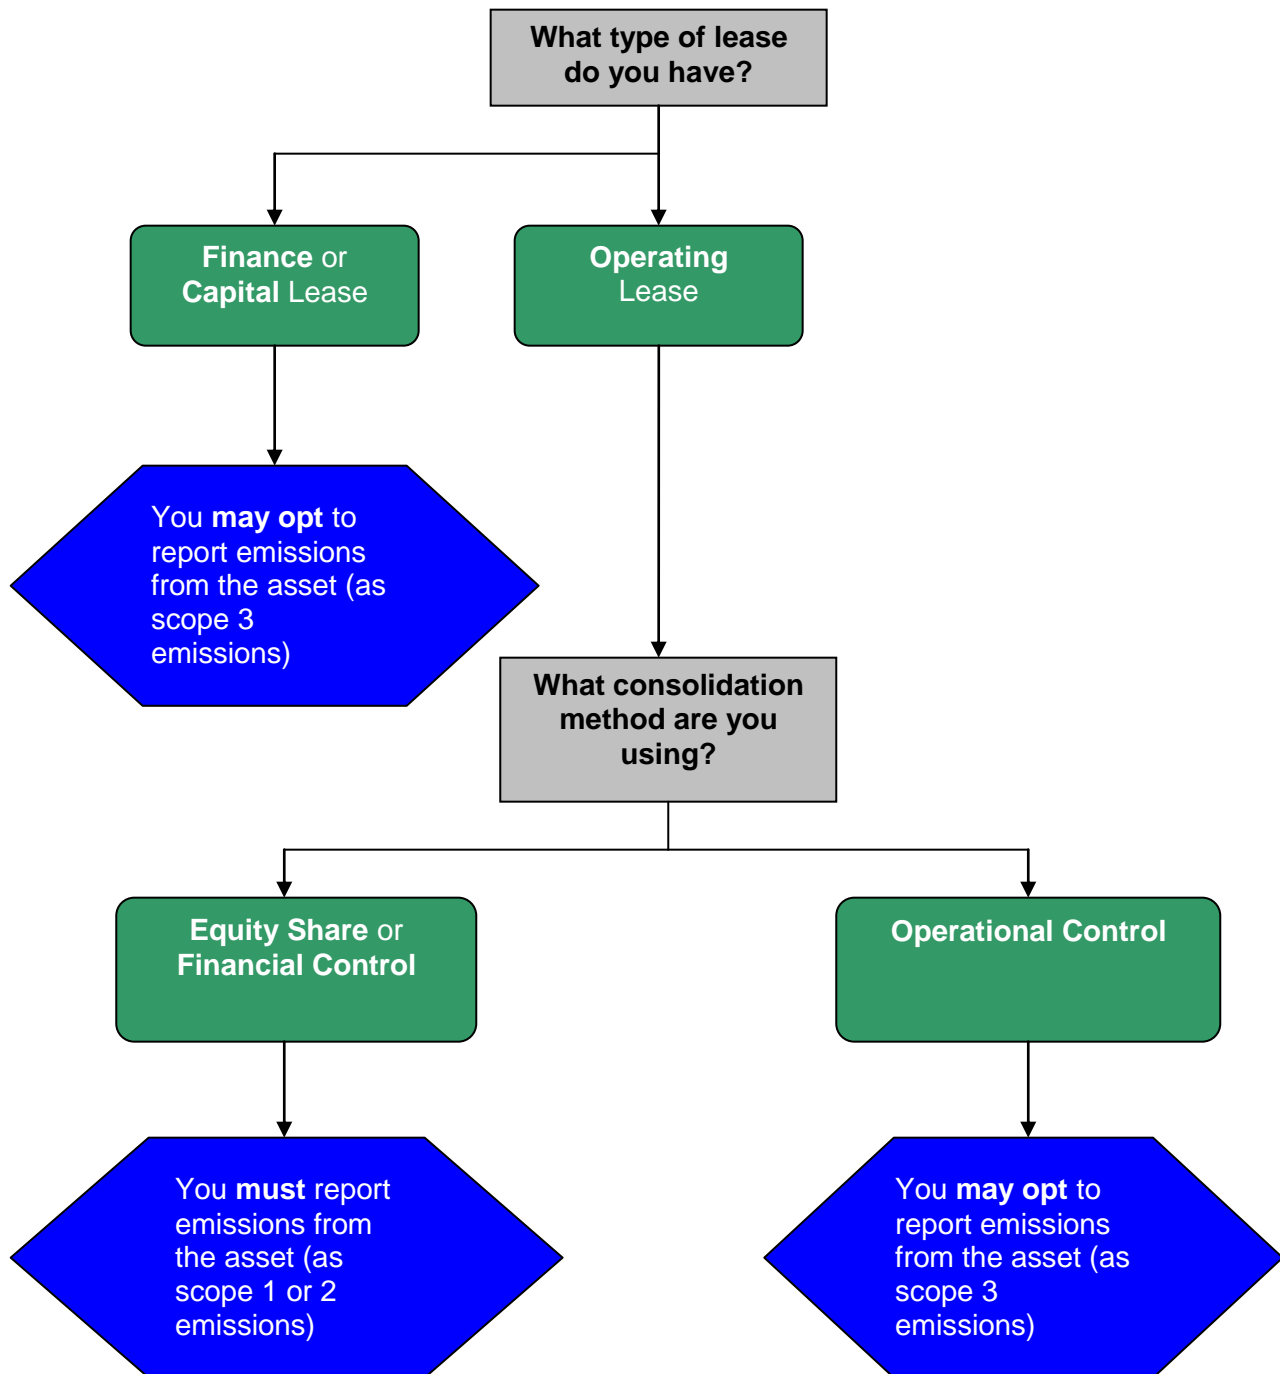 What type of lease
do you have?
Finance or
Capital Lease
Operating
Lease
You may opt to
report emissions
from the asset (as
scope 3
emissions)
What consolidation
method are you
using?
Equity Share or
Financial Control
Operational Control
You must report
emissions from
the asset (as
scope 1 or 2
emissions)
You may opt to
report emissions
from the asset (as
scope 3
emissions)